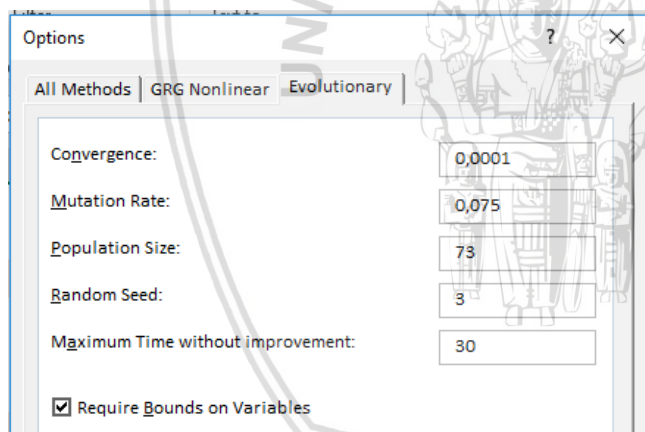 Options ? ×
All Methods GRG Nonlinear Evolutionary
Convergence: 0,0001
Mutation Rate: 0,075
Population Size: 73
Random Seed: 3
Maximum Time without improvement: 30
Require Bounds on Variables
UN